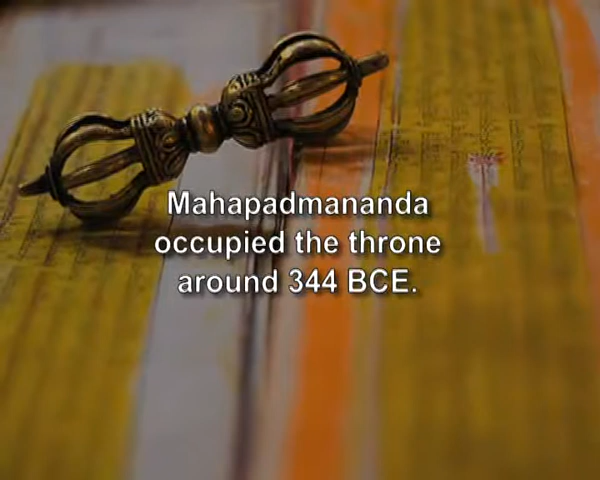 Mahapadmananda
occupied the throne
around 344 BCE.